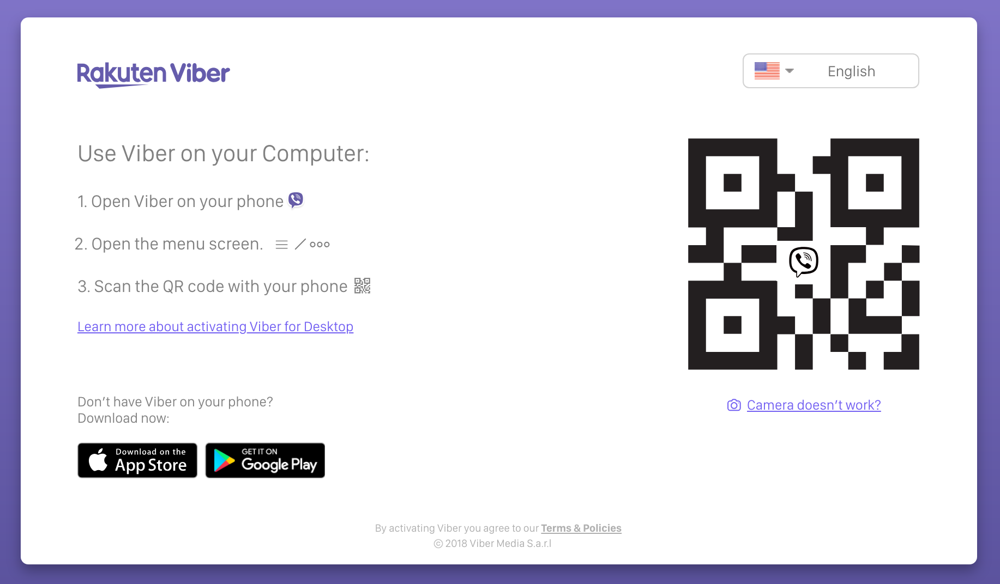 Rakuten Viber
English
Use Viber on your Computer:
1. Open Viber on your phone
2. Open the menu screen.
3. Scan the QR code with your phone
Learn more about activating Viber for Desktop
Don’t have Viber on your phone?
Download now:
Download on the
App Store
GET IT ON
Google Play
Camera doesn’t work?
By activating Viber you agree to our Terms & Policies
© 2018 Viber Media S.a.r.l